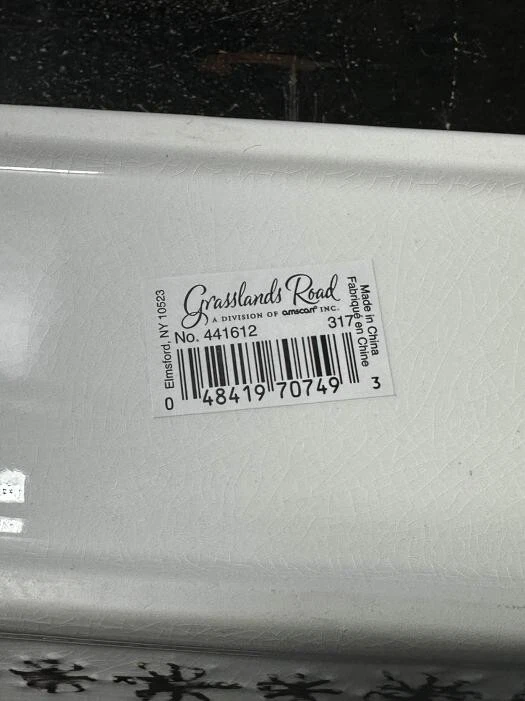 Grasslands Road
A DIVISION OF amscan® INC.
No. 441612 317
0 48419 70749 3
Elmsford, NY 10523
Made in China
Fabriqué en Chine